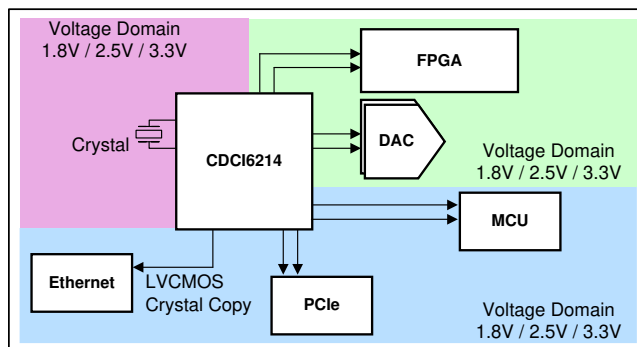 Voltage Domain
1.8V / 2.5V / 3.3V
FPGA
Crystal
CDCI6214
DAC
Voltage Domain
1.8V / 2.5V / 3.3V
MCU
Ethernet
LVCMOS
Crystal Copy
PCIe
Voltage Domain
1.8V / 2.5V / 3.3V